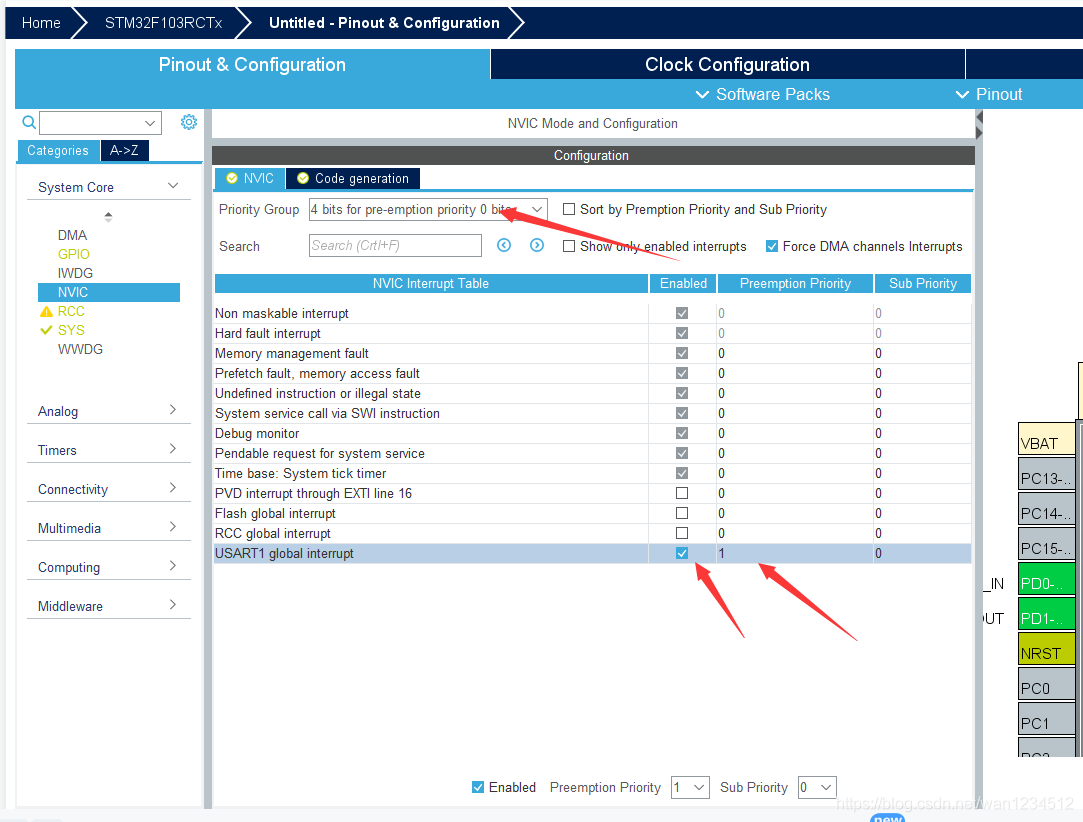 Home STM32F103RCTx Untitled - Pinout & Configuration
Pinout & Configuration Clock Configuration
Software Packs Pinout
NVIC Mode and Configuration
Categories A->Z
Configuration
NVIC Code generation
System Core
Priority Group 4 bits for pre-emption priority 0 bits Sort by Premption Priority and Sub Priority
Search Search (CrtI+F) Show only enabled interrupts Force DMA channels Interrupts
DMA
GPIO
IWDG
NVIC
RCC
SYS
WWDG
Analog
Timers
Connectivity
Multimedia
Computing
Middleware
NVIC Interrupt Table Enabled Preemption Priority Sub Priority
Non maskable interrupt 0 0
Hard fault interrupt 0 0
Memory management fault 0 0
Prefetch fault, memory access fault 0 0
Undefined instruction or illegal state 0 0
System service call via SWI instruction 0 0
Debug monitor 0 0
Pendable request for system service 0 0
Time base: System tick timer 0 0
PVD interrupt through EXTI line 16 0 0
Flash global interrupt 0 0
RCC global interrupt 0 0
USART1 global interrupt 1 0
Enabled Preemption Priority 1 Sub Priority 0
VBAT
PC13-..
PC14-..
PC15-..
_IN PD0-..
OUT PD1-..
NRST
PC0
PC1
https://blog.csdn.net/wan1234512
new